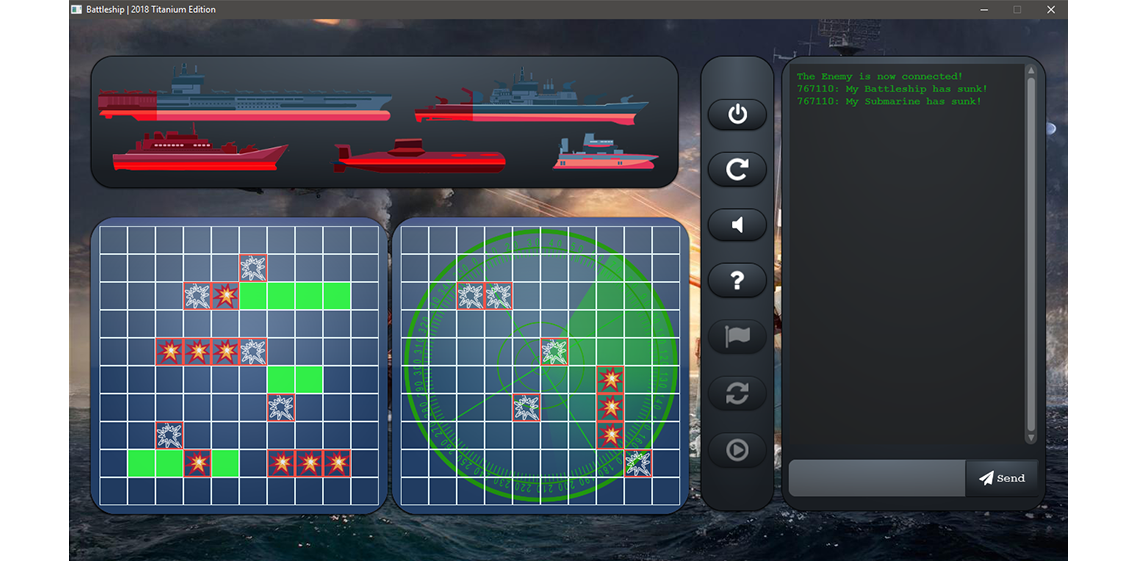 Battleship | 2018 Titanium Edition
The Enemy is now connected!
767110: My Battleship has sunk!
767110: My Submarine has sunk!
?
Send